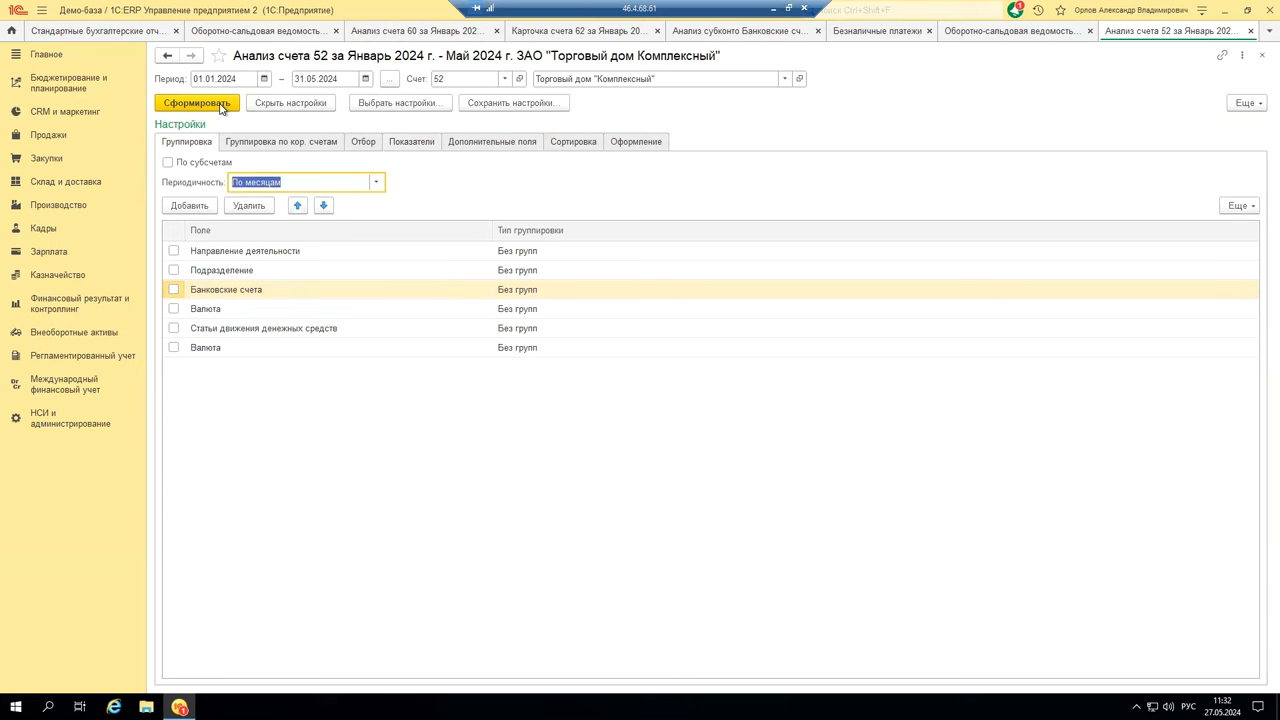 Демо-база / 1С:ERP Управление предприятием 2 (1С:Предприятие)
46.4.68.61
Ctrl+Shift+F
1
Орлов Александр Владимирович
Стандартные бухгалтерские отч...
Оборотно-сальдовая ведомость...
Анализ счета 60 за Январь 202...
Карточка счета 62 за Январь 20...
Анализ субконто Банковские сч...
Безналичные платежи
Оборотно-сальдовая ведомость...
Анализ счета 52 за Январь 202...
Главное
Бюджетирование и
планирование
CRM и маркетинг
Продажи
Закупки
Склад и доставка
Производство
Кадры
Зарплата
Казначейство
Финансовый результат и
контроллинг
Внеоборотные активы
Регламентированный учет
Международный
финансовый учет
НСИ и
администрирование
Анализ счета 52 за Январь 2024 г. - Май 2024 г. ЗАО "Торговый дом Комплексный"
Период: 01.01.2024 – 31.05.2024 ... Счет: 52 Торговый дом "Комплексный"
Сформировать Скрыть настройки Выбрать настройки... Сохранить настройки... Еще
Настройки
Группировка Группировка по кор. счетам Отбор Показатели Дополнительные поля Сортировка Оформление
По субсчетам
Периодичность: По месяцам
Добавить Удалить Еще
Поле Тип группировки
Направление деятельности Без групп
Подразделение Без групп
Банковские счета Без групп
Валюта Без групп
Статьи движения денежных средств Без групп
Валюта Без групп
РУС
11:32
27.05.2024